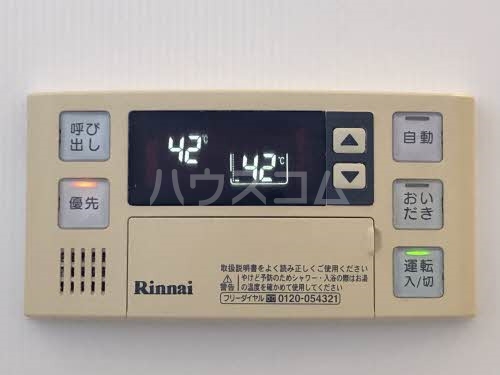 呼び
出し
優先
42℃
42℃
自動
おい
だき
運転
入/切
ハウスコム
取扱説明書をよく読み正しくご使用ください
警告
やけど予防のためシャワー・入浴の際はお湯
の温度を確かめて使用してください
フリーダイヤル 0120-054321
Rinnai